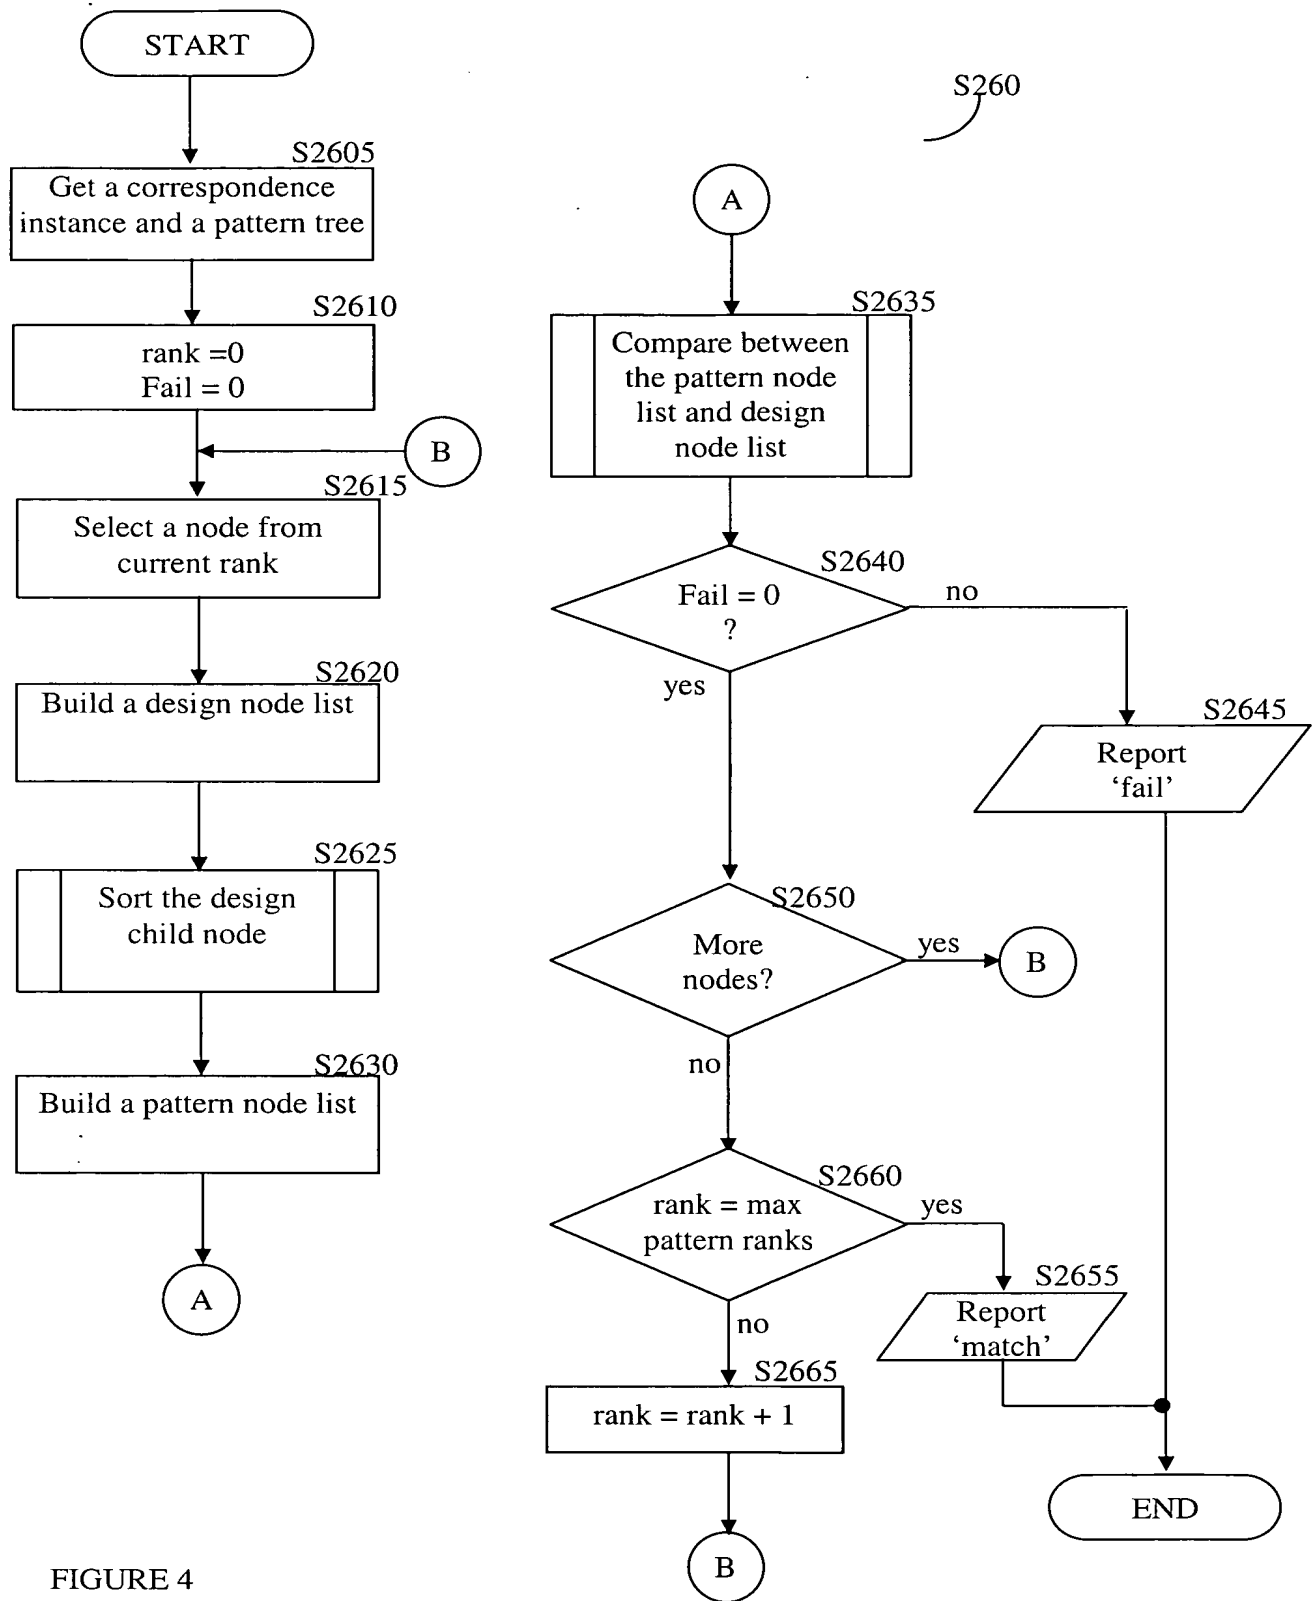 START
S2605
Get a correspondence
instance and a pattern tree
S2610
rank =0
Fail = 0
B
S2615
Select a node from
current rank
S2620
Build a design node list
S2625
Sort the design
child node
S2630
Build a pattern node list
A
S260
A
S2635
Compare between
the pattern node
list and design
node list
S2640
Fail = 0
?
no
yes
S2645
Report
‘fail’
S2650
More
nodes?
yes
B
no
S2660
rank = max
pattern ranks
yes
S2655
Report
‘match’
no
S2665
rank = rank + 1
B
END
FIGURE 4